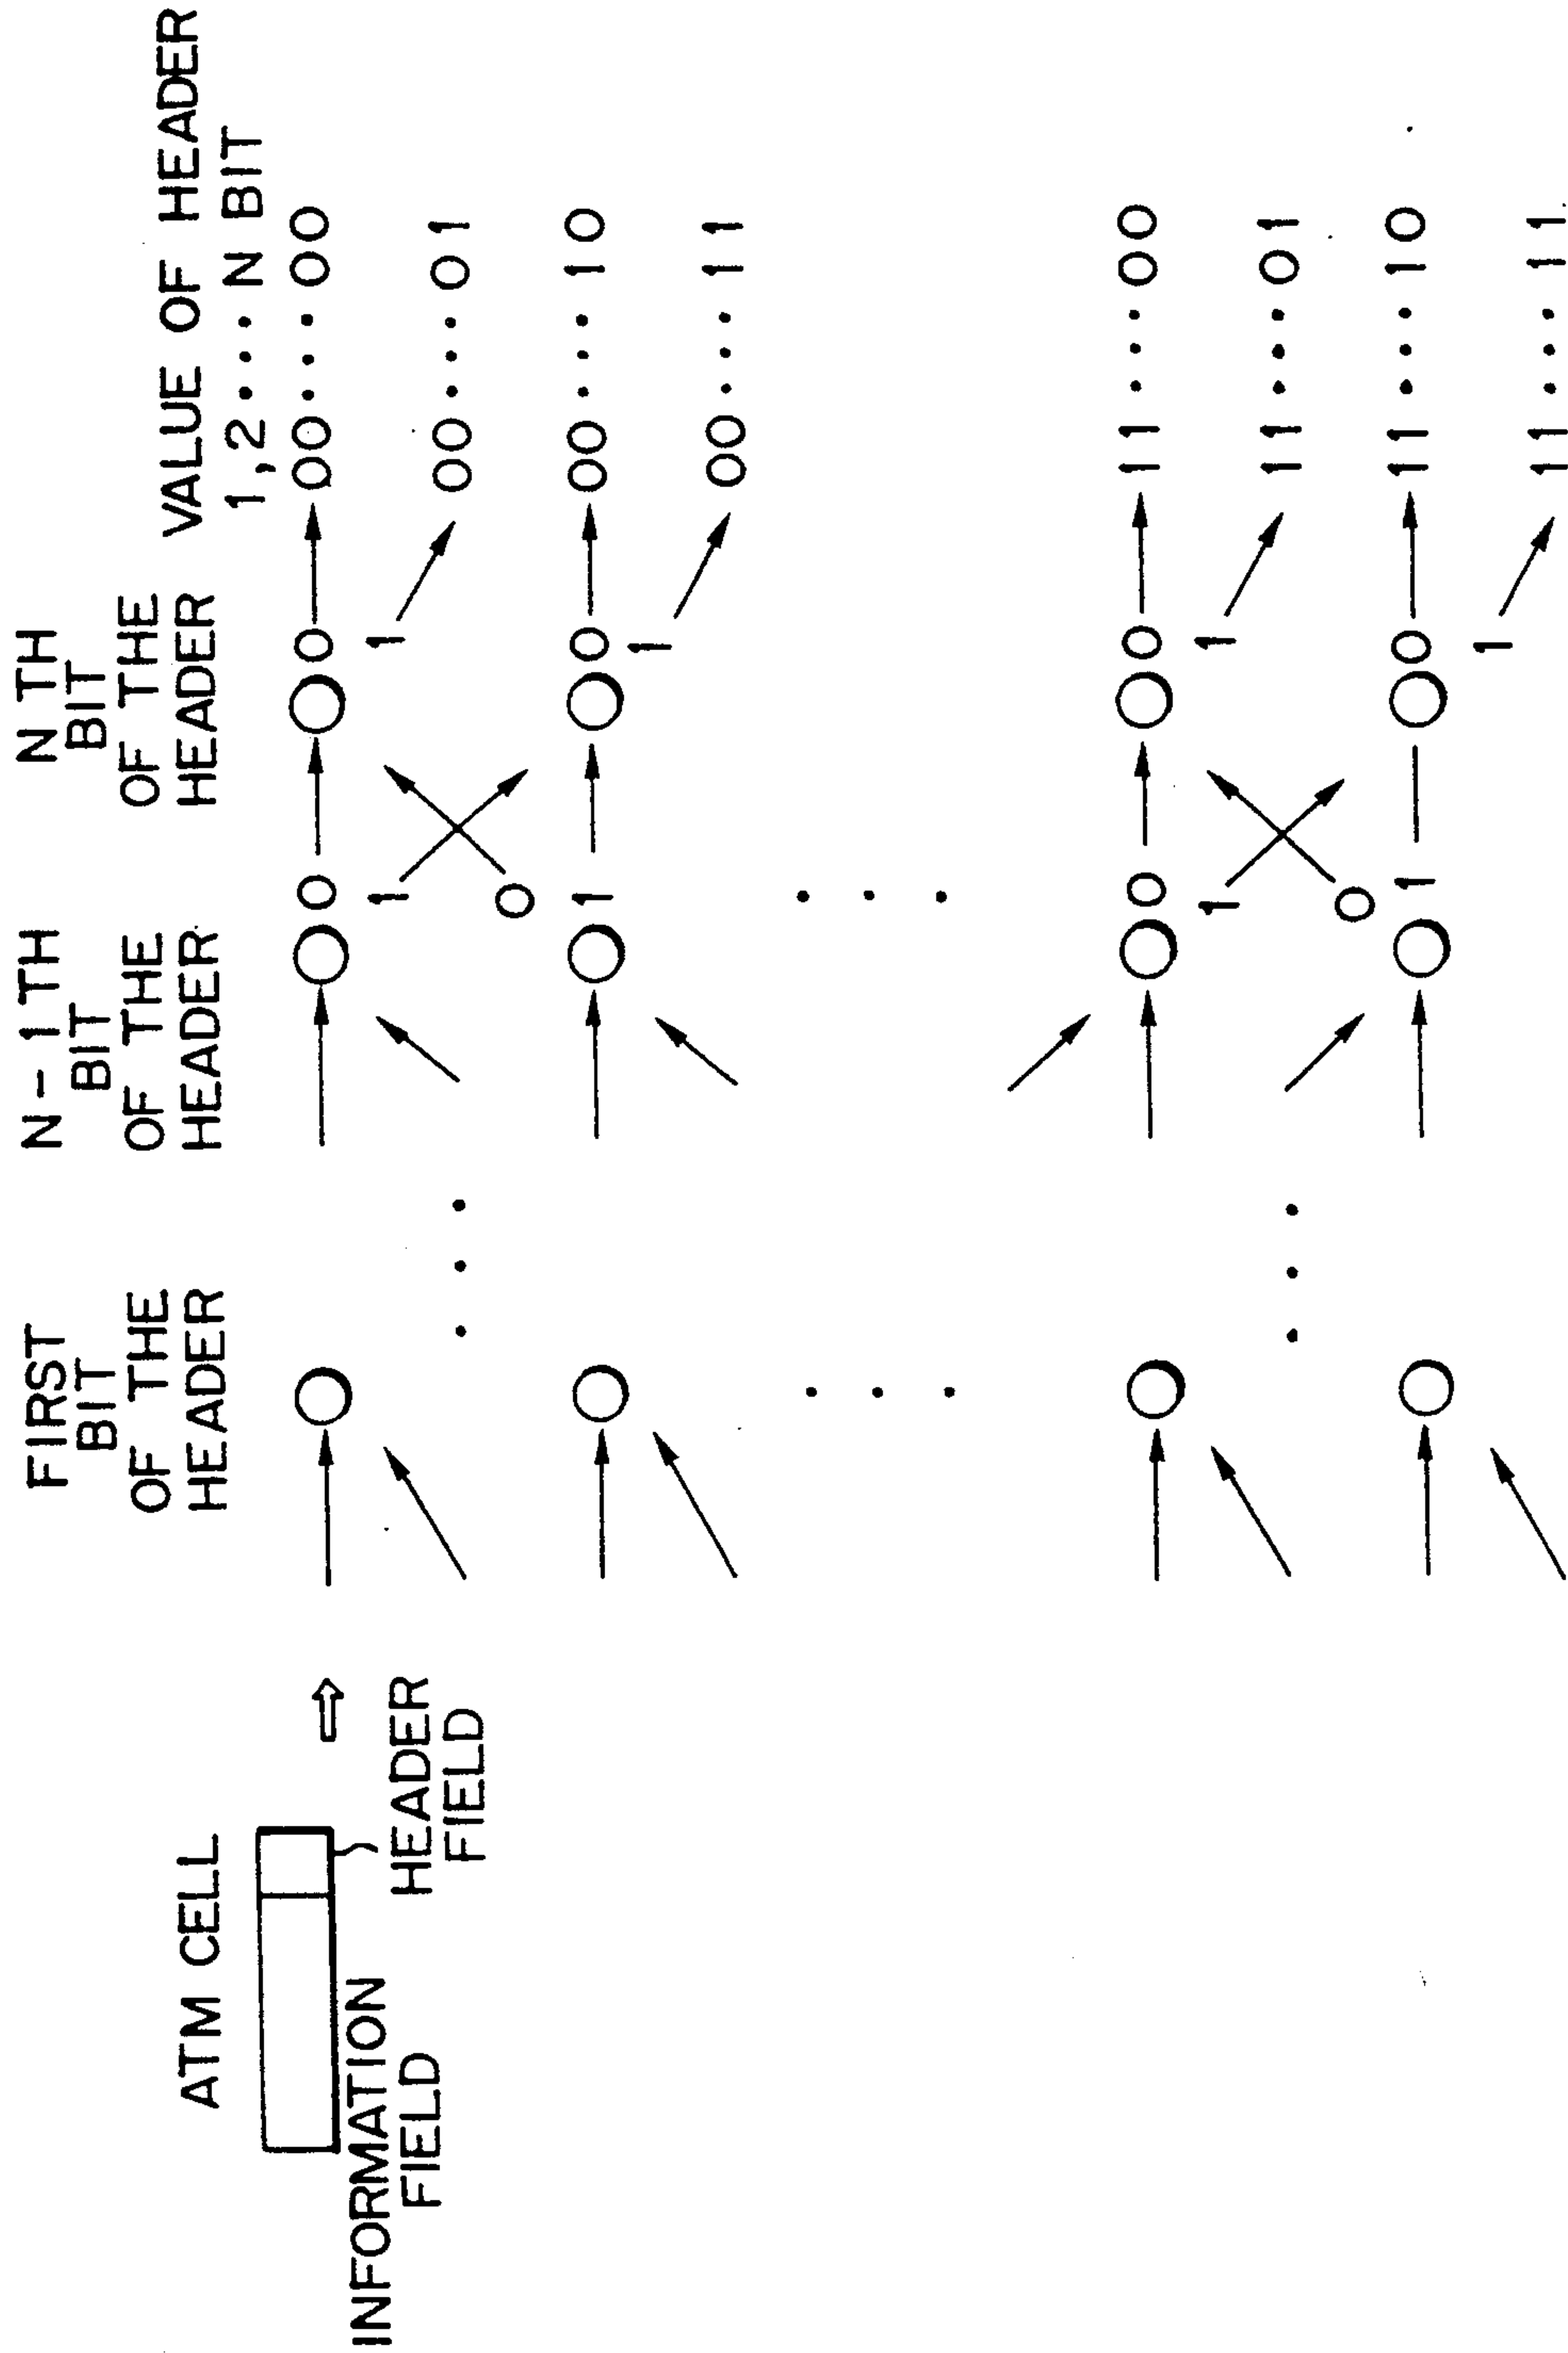 ATM CELL
INFORMATION
FIELD
HEADER
FIELD
FIRST
BIT
OF THE
HEADER
N-1TH
BIT
OF THE
HEADER
N TH
BIT
OF THE
HEADER
VALUE OF HEADER
1,2 ··· N BIT
0 0 00 ··· 00
1 1 00 ··· 01
0
1 0 00 ··· 10
1 00 ··· 11
0 0 11 ··· 00
1 1 11 ··· 01
0
1 0 11 ··· 10
1 11 ··· 11